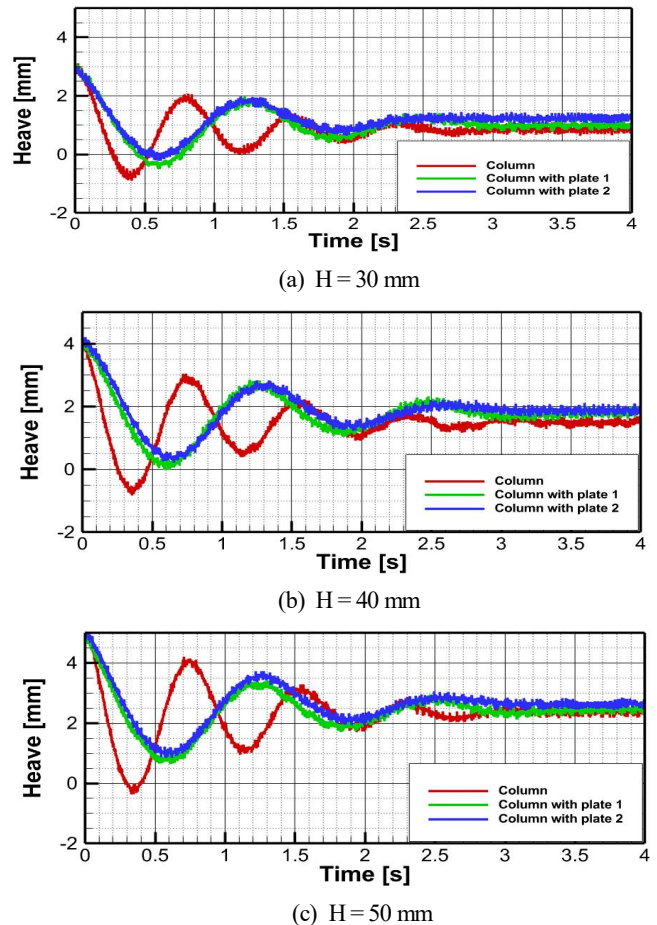 4
2
0
-2
Heave [mm]
0 0.5 1 1.5 2 2.5 3 3.5 4
Time [s]
Column
Column with plate 1
Column with plate 2
(a) H = 30 mm
4
2
0
-2
Heave [mm]
0 0.5 1 1.5 2 2.5 3 3.5 4
Time [s]
Column
Column with plate 1
Column with plate 2
(b) H = 40 mm
4
2
0
-2
Heave [mm]
0 0.5 1 1.5 2 2.5 3 3.5 4
Time [s]
Column
Column with plate 1
Column with plate 2
(c) H = 50 mm